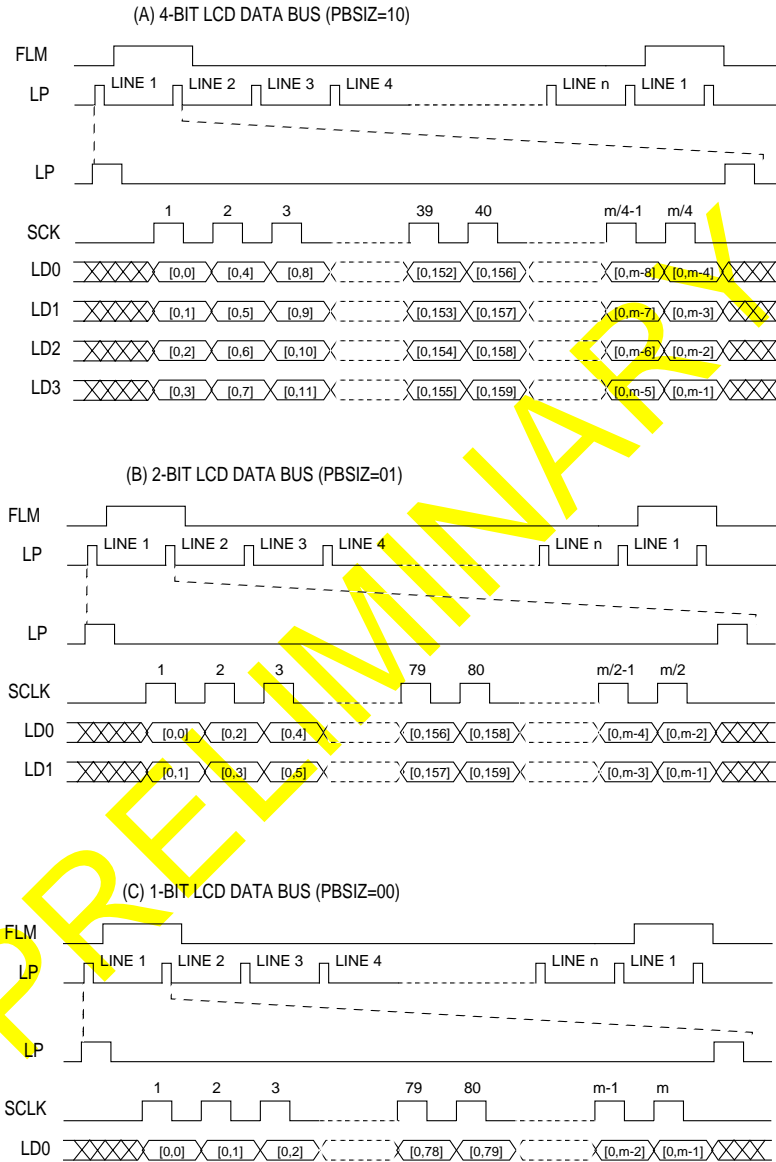 (A) 4-BIT LCD DATA BUS (PBSIZ=10)
FLM
LP LINE 1 LINE 2 LINE 3 LINE 4 LINE n LINE 1
LP
1 2 3 39 40 m/4-1 m/4
SCK
LD0 [0,0] [0,4] [0,8] [0,152] [0,156] [0,m-8] [0,m-4]
LD1 [0,1] [0,5] [0,9] [0,153] [0,157] [0,m-7] [0,m-3]
LD2 [0,2] [0,6] [0,10] [0,154] [0,158] [0,m-6] [0,m-2]
LD3 [0,3] [0,7] [0,11] [0,155] [0,159] [0,m-5] [0,m-1]
(B) 2-BIT LCD DATA BUS (PBSIZ=01)
FLM
LP LINE 1 LINE 2 LINE 3 LINE 4 LINE n LINE 1
LP
1 2 3 79 80 m/2-1 m/2
SCLK
LD0 [0,0] [0,2] [0,4] [0,156] [0,158] [0,m-4] [0,m-2]
LD1 [0,1] [0,3] [0,5] [0,157] [0,159] [0,m-3] [0,m-1]
(C) 1-BIT LCD DATA BUS (PBSIZ=00)
FLM
LP LINE 1 LINE 2 LINE 3 LINE 4 LINE n LINE 1
LP
1 2 3 79 80 m-1 m
SCLK
LD0 [0,0] [0,1] [0,2] [0,78] [0,79] [0,m-2] [0,m-1]
PRELIMINARY